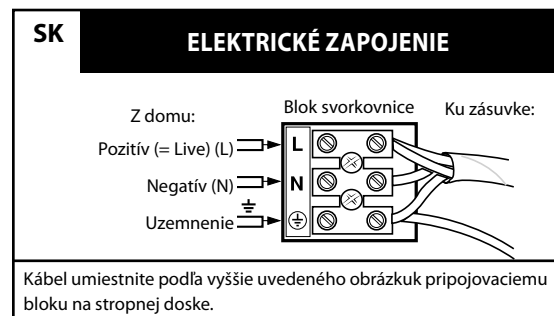 SK
ELEKTRICKÉ ZAPOJENIE
Z domu:
Blok svorkovnice
Ku zásuvke:
Pozitív (= Live) (L)
L
Negatív (N)
N
Uzemnenie
Kábel umiestnite podľa vyššie uvedeného obrázkuk pripojovaciemu
bloku na stropnej doske.